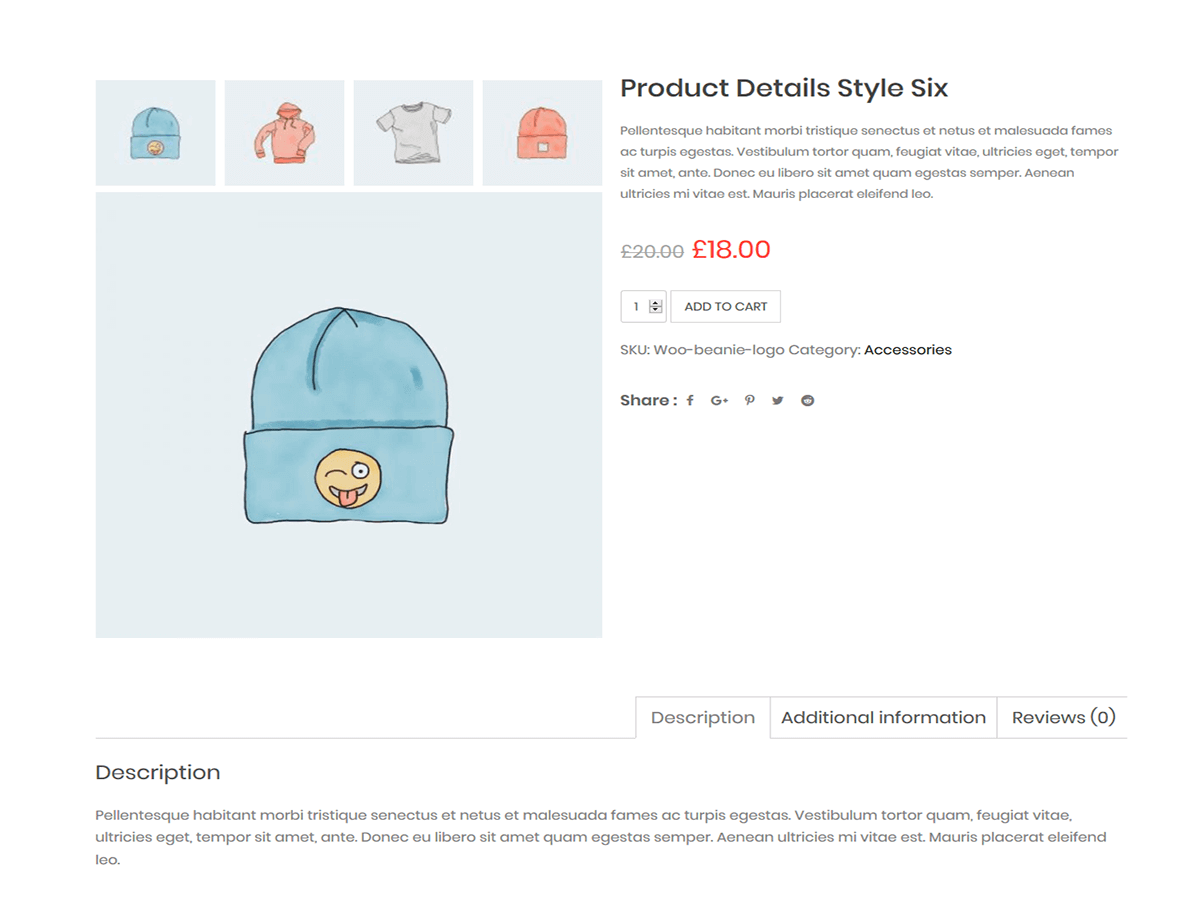 Product Details Style Six
Pellentesque habitant morbi tristique senectus et netus et malesuada fames
ac turpis egestas. Vestibulum tortor quam, feugiat vitae, ultricies eget, tempor
sit amet, ante. Donec eu libero sit amet quam egestas semper. Aenean
ultricies mi vitae est. Mauris placerat eleifend leo.
£20.00 £18.00
1 ADD TO CART
SKU: Woo-beanie-logo Category: Accessories
Share :
Description Additional information Reviews (0)
Description
Pellentesque habitant morbi tristique senectus et netus et malesuada fames ac turpis egestas. Vestibulum tortor quam, feugiat vitae,
ultricies eget, tempor sit amet, ante. Donec eu libero sit amet quam egestas semper. Aenean ultricies mi vitae est. Mauris placerat eleifend
leo.